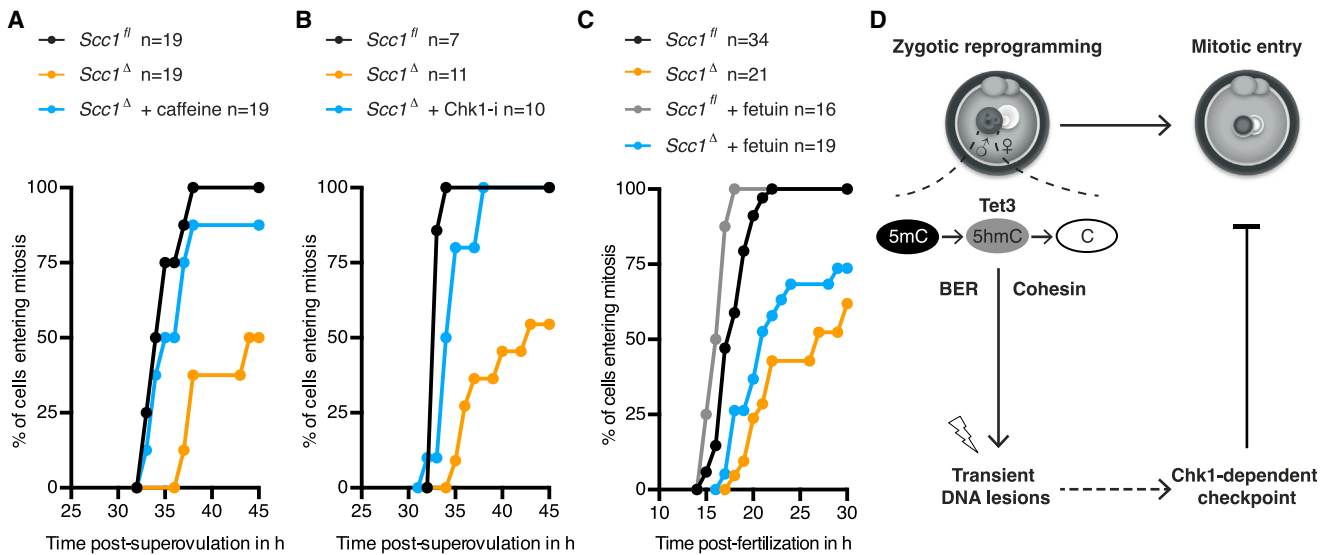 A
Scc1fl n=19
Scc1Δ n=19
Scc1Δ + caffeine n=19
% of cells entering mitosis
100
75
50
25
0
25 30 35 40 45
Time post-superovulation in h
B
Scc1fl n=7
Scc1Δ n=11
Scc1Δ + Chk1-i n=10
% of cells entering mitosis
100
75
50
25
0
25 30 35 40 45
Time post-superovulation in h
C
Scc1fl n=34
Scc1Δ n=21
Scc1fl + fetuin n=16
Scc1Δ + fetuin n=19
% of cells entering mitosis
100
75
50
25
0
10 15 20 25 30
Time post-fertilization in h
D
Zygotic reprogramming
Mitotic entry
♂ ♀
Tet3
5mC 5hmC C
BER Cohesin
Transient
DNA lesions
Chk1-dependent
checkpoint